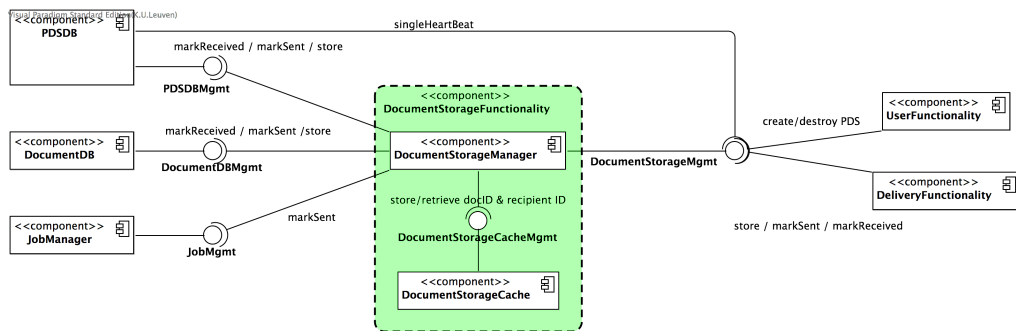 Visual Paradigm Standard Edition(K.U.Leuven)
<<component>>
PDSDB
singleHeartBeat
markReceived / markSent / store
PDSDBMgmt
<<component>>
DocumentStorageFunctionality
<<component>>
UserFunctionality
create/destroy PDS
markReceived / markSent /store
<<component>>
DocumentDB
DocumentDBMgmt
<<component>>
DocumentStorageManager
DocumentStorageMgmt
<<component>>
DeliveryFunctionality
store/retrieve docID & recipient ID
markSent
<<component>>
JobManager
JobMgmt
DocumentStorageCacheMgmt
store / markSent / markReceived
<<component>>
DocumentStorageCache